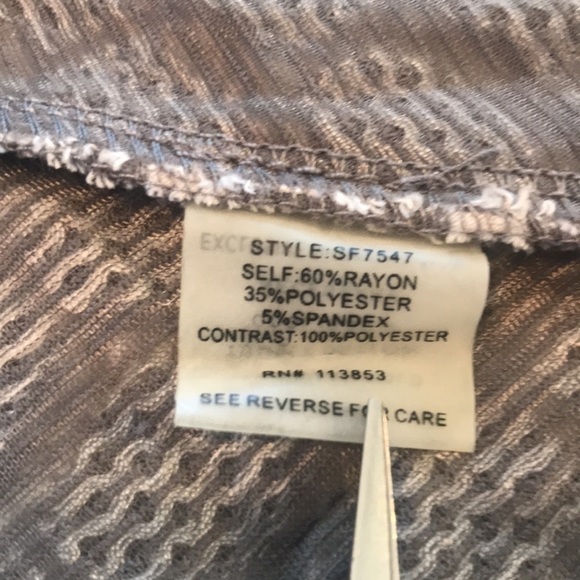 STYLE:SF7547
SELF:60%RAYON
35%POLYESTER
5%SPANDEX
CONTRAST:100%POLYESTER
RN# 113853
SEE REVERSE FOR CARE